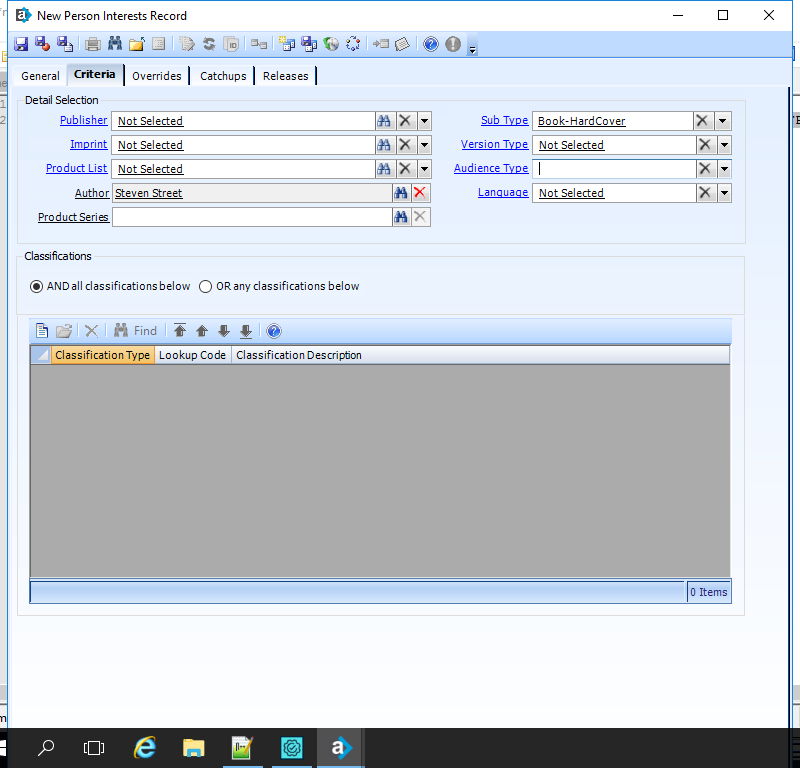 New Person Interests Record
General Criteria Overrides Catchups Releases
Detail Selection
Publisher Not Selected Sub Type Book-HardCover
Imprint Not Selected Version Type Not Selected
Product List Not Selected Audience Type
Author Steven Street Language Not Selected
Product Series
Classifications
AND all classifications below OR any classifications below
Find
Classification Type Lookup Code Classification Description
0 Items